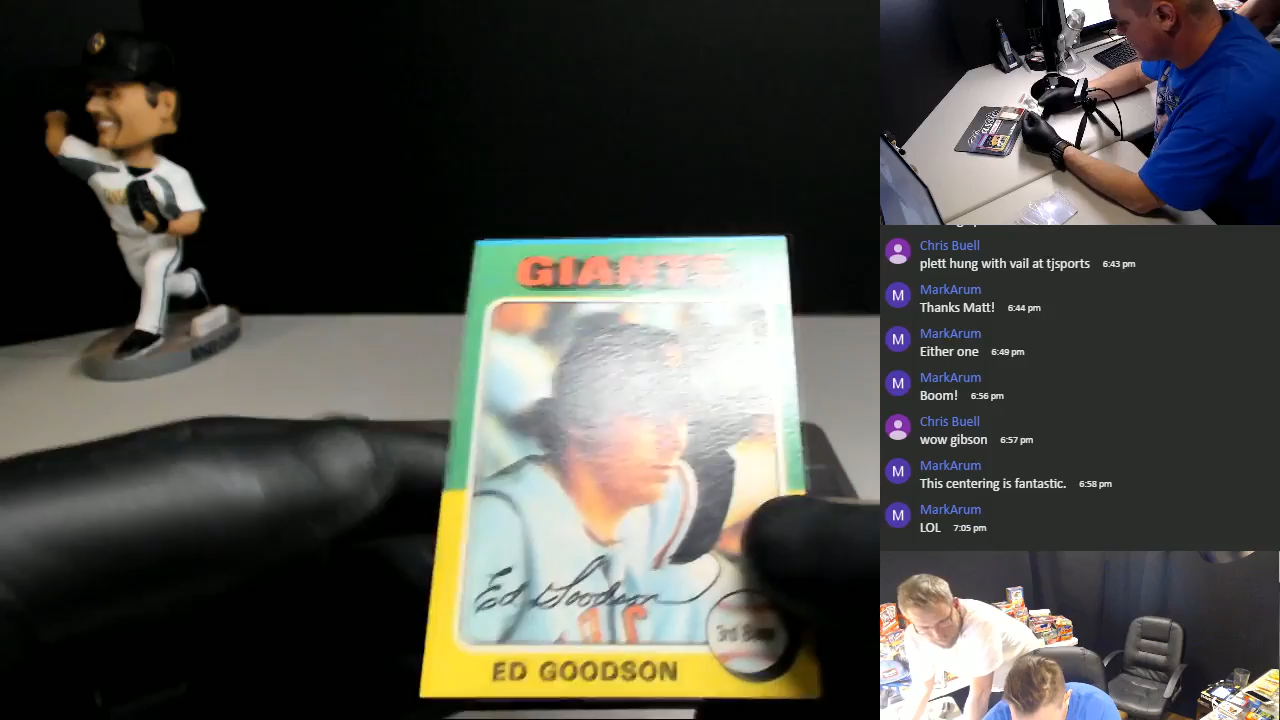 GIANTS
Ed Goodson
3rd Base
ED GOODSON
Chris Buell
plett hung with vail at tjsports 6:43 pm
M MarkArum
Thanks Matt! 6:44 pm
M MarkArum
Either one 6:49 pm
M MarkArum
Boom! 6:56 pm
Chris Buell
wow gibson 6:57 pm
M MarkArum
This centering is fantastic. 6:58 pm
M MarkArum
LOL 7:05 pm